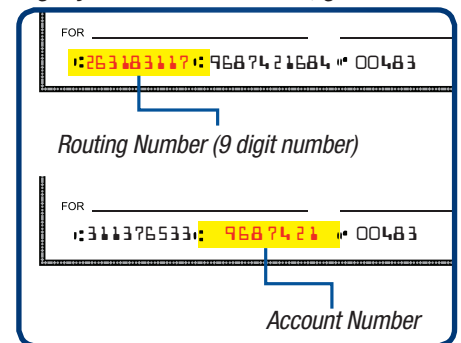 FOR
⑆263183117⑆ 9687421684 ⑈ 00483
Routing Number (9 digit number)
FOR
⑆311376533⑆ 9687421 ⑈ 00483
Account Number